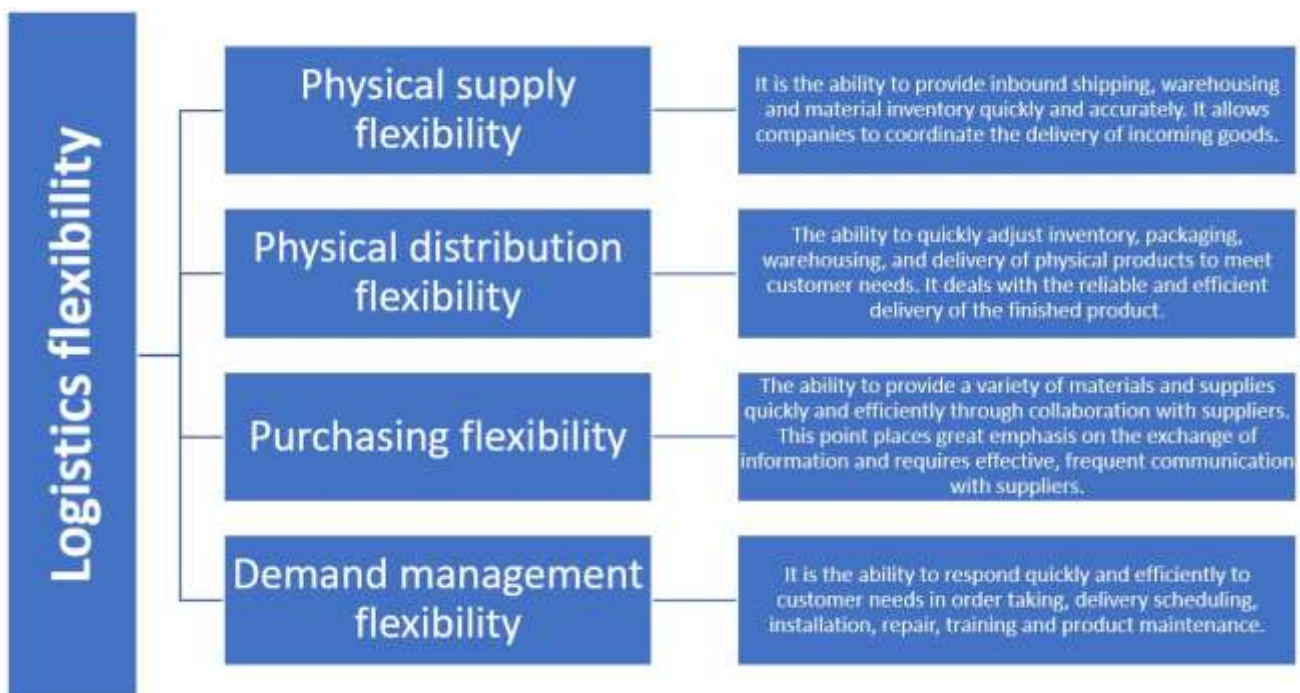 Logistics flexibility
Physical supply
flexibility
It is the ability to provide inbound shipping, warehousing
and material inventory quickly and accurately. It allows
companies to coordinate the delivery of incoming goods.
Physical distribution
flexibility
The ability to quickly adjust inventory, packaging,
warehousing, and delivery of physical products to meet
customer needs. It deals with the reliable and efficient
delivery of the finished product.
Purchasing flexibility
The ability to provide a variety of materials and supplies
quickly and efficiently through collaboration with suppliers.
This point places great emphasis on the exchange of
information and requires effective, frequent communication
with suppliers.
Demand management
flexibility
It is the ability to respond quickly and efficiently to
customer needs in order taking, delivery scheduling,
installation, repair, training and product maintenance.